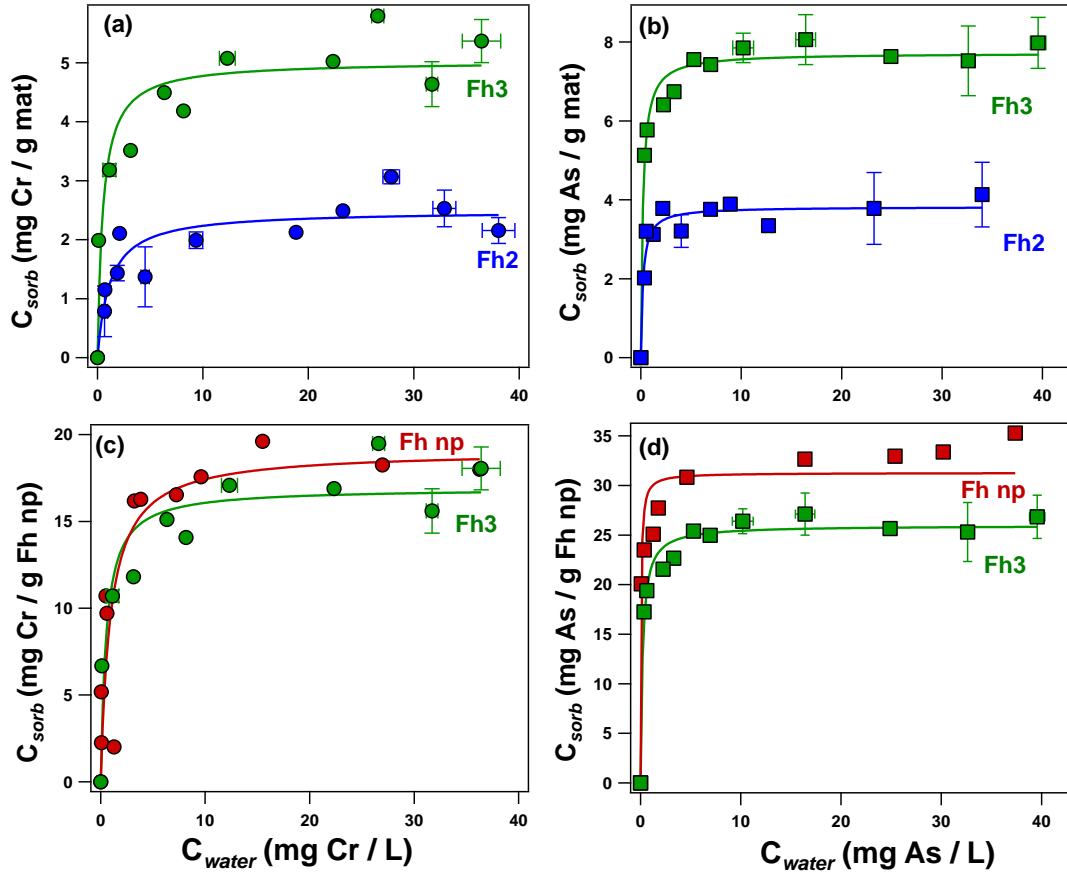 (a)
C_sorb (mg Cr / g mat)
5
4
3
2
1
0
Fh3
Fh2
0 10 20 30 40
(b)
C_sorb (mg As / g mat)
8
6
4
2
0
Fh3
Fh2
0 10 20 30 40
(c)
C_sorb (mg Cr / g Fh np)
20
15
10
5
0
Fh np
Fh3
0 10 20 30 40
C_water (mg Cr / L)
(d)
C_sorb (mg As / g Fh np)
35
30
25
20
15
10
5
0
Fh np
Fh3
0 10 20 30 40
C_water (mg As / L)